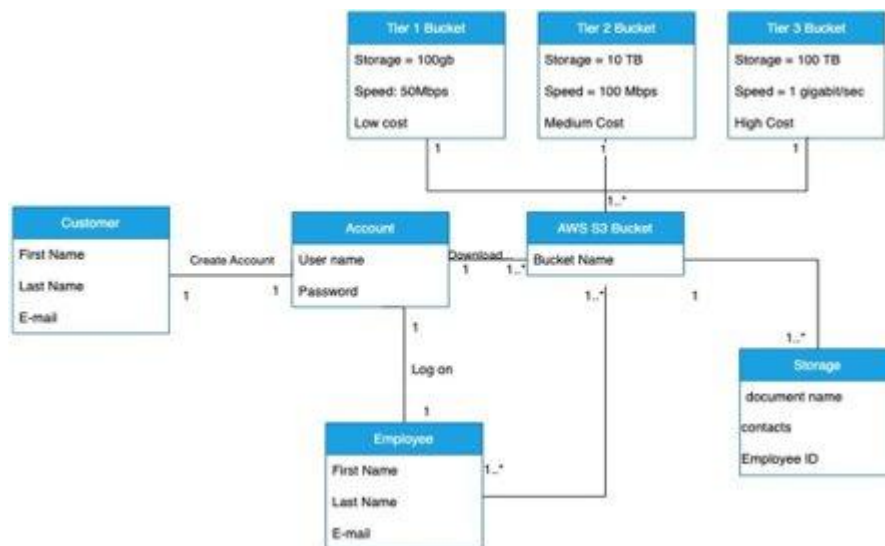 Tier 1 Bucket
Storage = 100gb
Speed: 50Mbps
Low cost
1
Tier 2 Bucket
Storage = 10 TB
Speed = 100 Mbps
Medium Cost
1
Tier 3 Bucket
Storage = 100 TB
Speed = 1 gigabit/sec
High Cost
1
1..*
Customer
First Name
Last Name
E-mail
Create Account
1
1
Account
User name
Password
Download...
1
1..*
AWS S3 Bucket
Bucket Name
1..*
1
1..*
Storage
document name
contacts
Employee ID
1
Log on
1
Employee
First Name
Last Name
E-mail
1..*